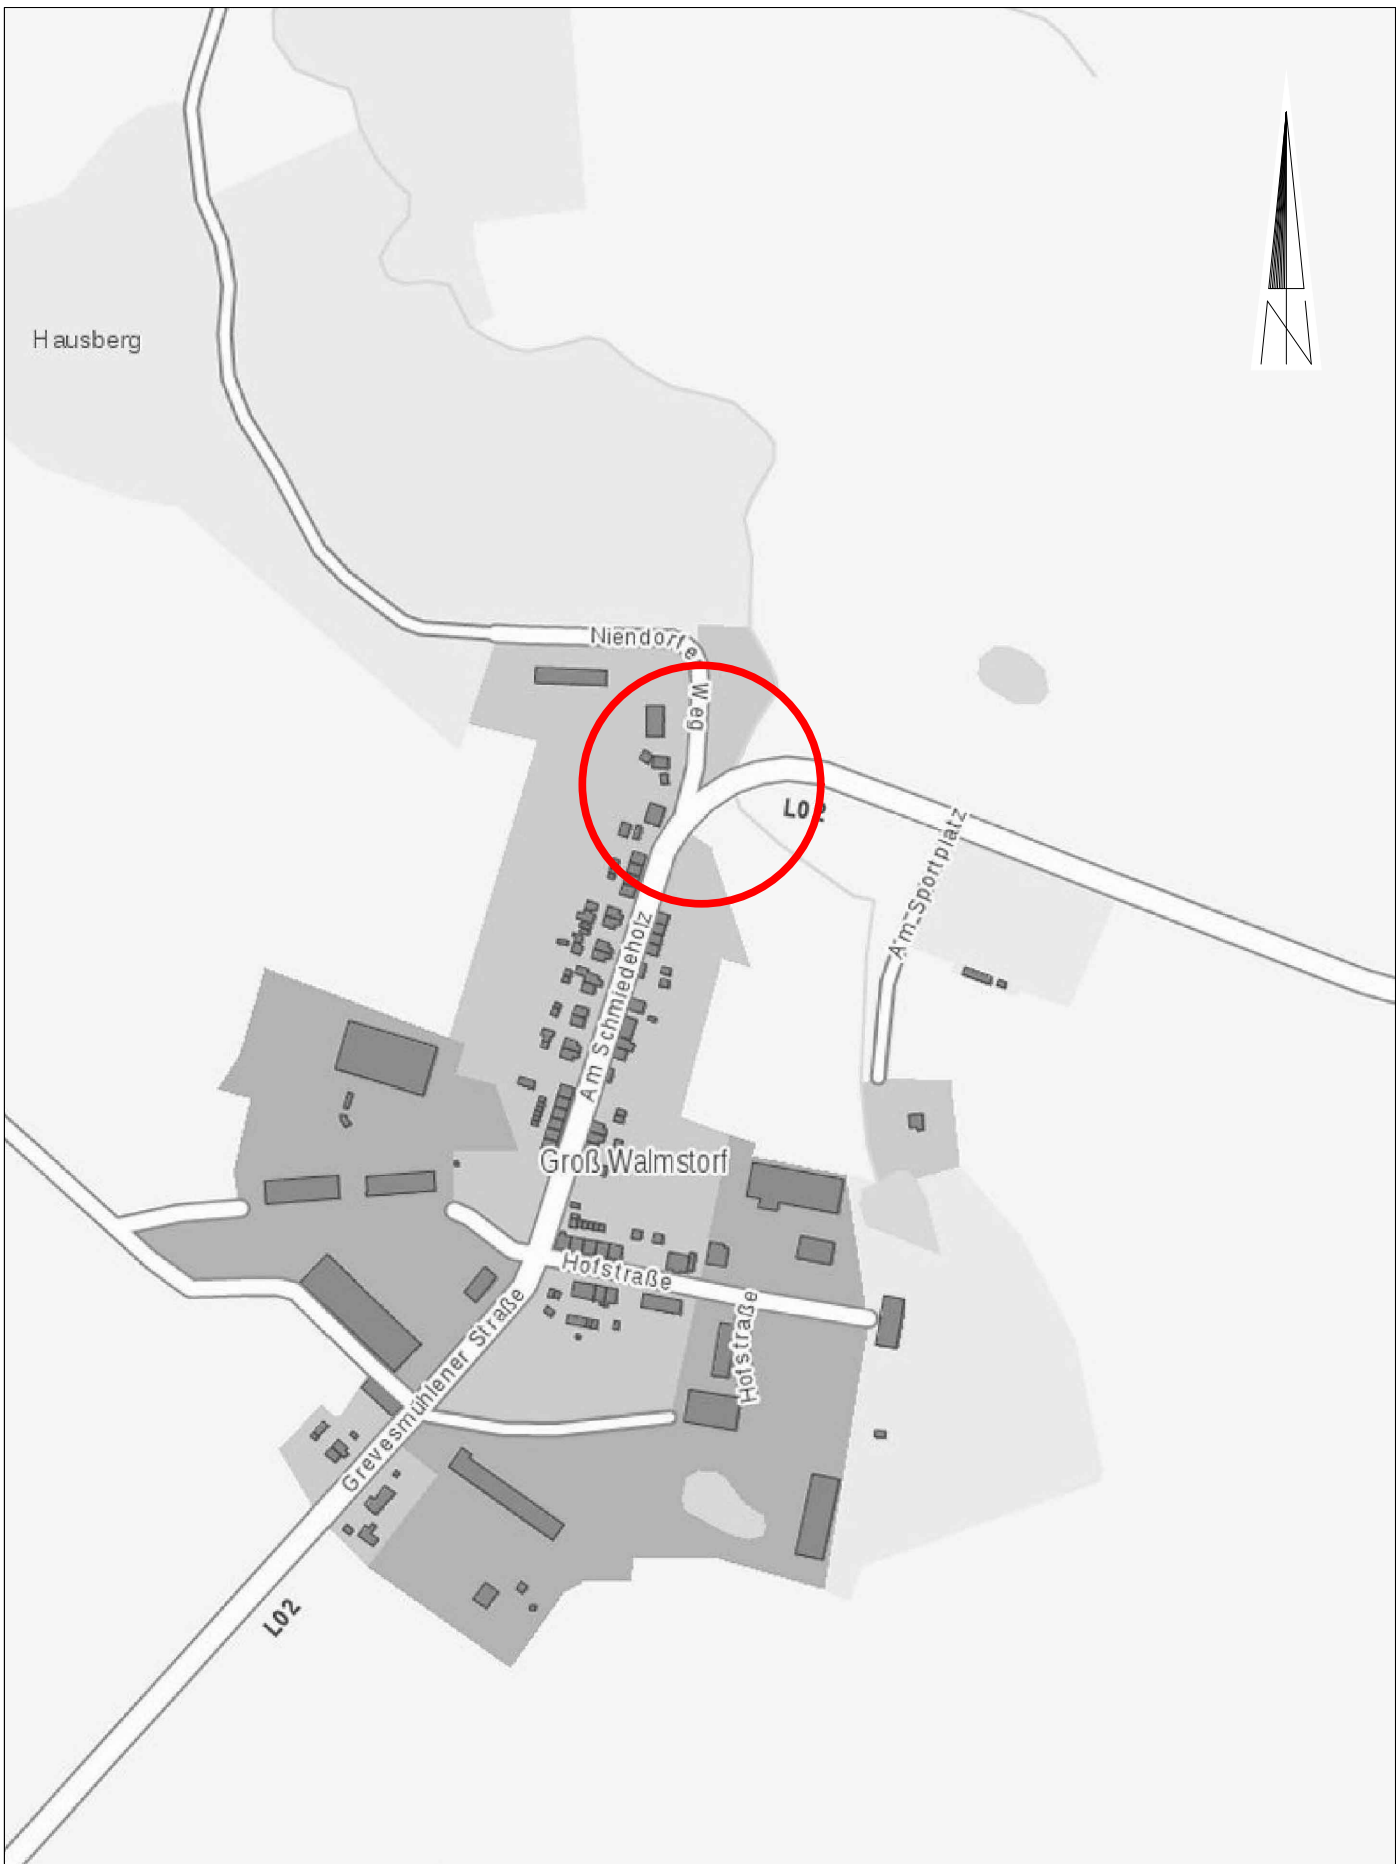 Hausberg
Niendorfer Weg
L02
Am Sportplatz
Am Schmiedeholz
Groß Walmstorf
Hofstraße
Hofstraße
Grevesmühlener Straße
L02
N